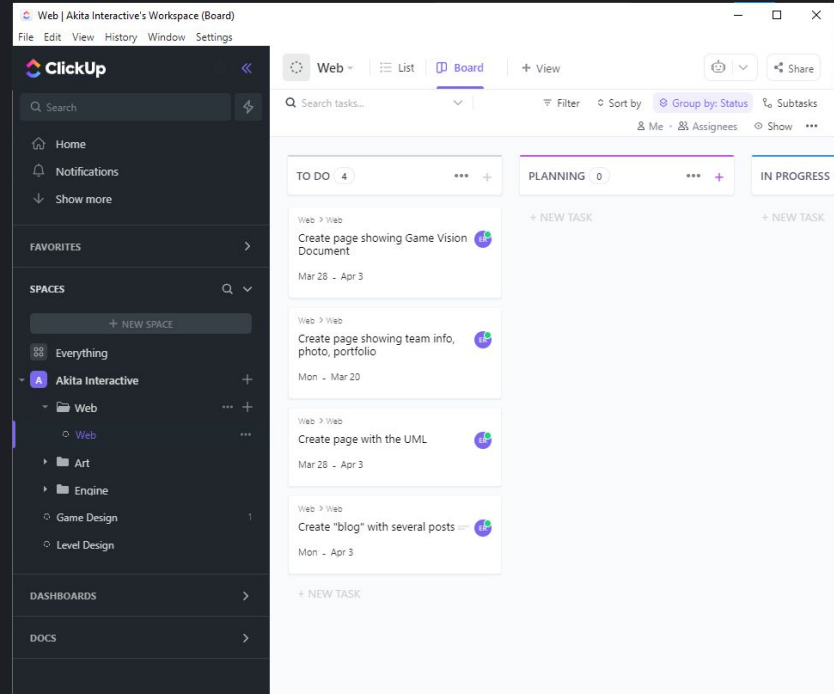 Web | Akita Interactive's Workspace (Board)
File Edit View History Window Settings
ClickUp
Search
Home
Notifications
Show more
FAVORITES
SPACES
+ NEW SPACE
Everything
A Akita Interactive
Web
Web
Art
Engine
Game Design 1
Level Design
DASHBOARDS
DOCS
Web List Board + View Share
Search tasks... Filter Sort by Group by: Status Subtasks
Me Assignees Show
TO DO 4
Web > Web
Create page showing Game Vision
Document
ER
Mar 28 - Apr 3
Web > Web
Create page showing team info,
photo, portfolio
ER
Mon - Mar 20
Web > Web
Create page with the UML
ER
Mar 28 - Apr 3
Web > Web
Create "blog" with several posts
ER
Mon - Apr 3
+ NEW TASK
PLANNING 0
+ NEW TASK
IN PROGRESS
+ NEW TASK